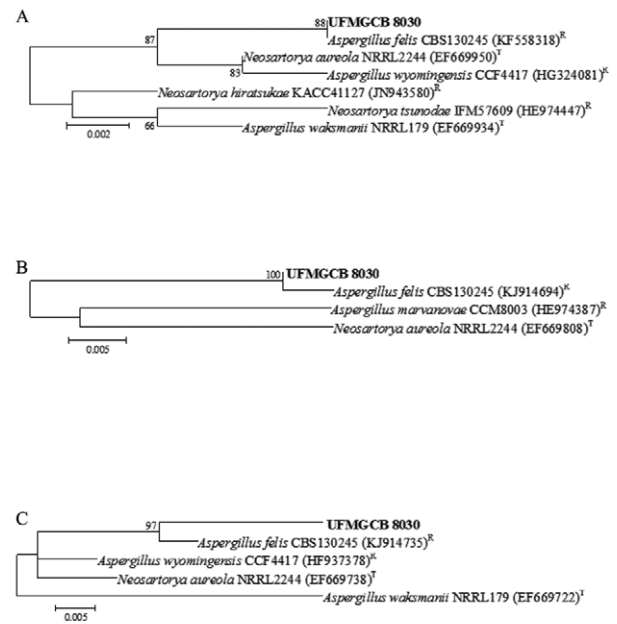 A
88 UFMGCB 8030
87 Aspergillus felis CBS130245 (KF558318)R
Neosartorya aureola NRRL2244 (EF669950)T
83 Aspergillus wyomingensis CCF4417 (HG324081)R
Neosartorya hiratsukae KACC41127 (JN943580)R
Neosartorya tsunodae IFM57609 (HE974447)R
66 Aspergillus waksmanii NRRL179 (EF669934)T
0.002
B
100 UFMGCB 8030
Aspergillus felis CBS130245 (KJ914694)R
Aspergillus marvanovae CCM8003 (HE974387)R
Neosartorya aureola NRRL2244 (EF669808)T
0.005
C
97 UFMGCB 8030
Aspergillus felis CBS130245 (KJ914735)R
Aspergillus wyomingensis CCF4417 (HF937378)R
Neosartorya aureola NRRL2244 (EF669738)T
Aspergillus waksmanii NRRL179 (EF669722)T
0.005